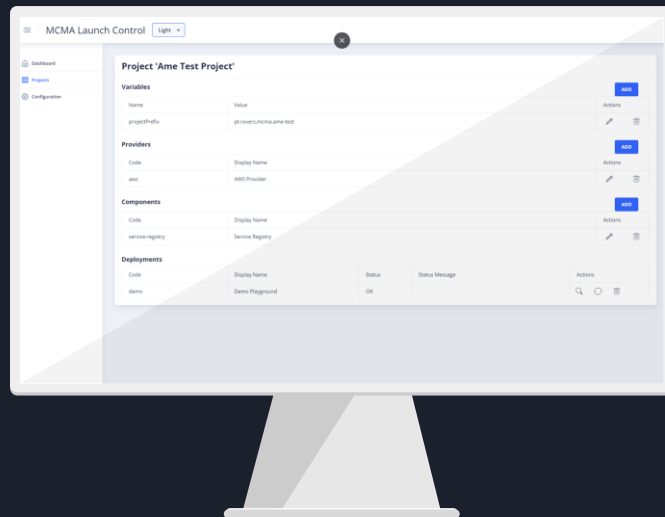 MCMA Launch Control Light
Dashboard
Projects
Configuration
Project 'Ame Test Project'
Variables
ADD
Name Value Actions
projectPrefix pt.rovers.mcma.ame-test
Providers
ADD
Code Display Name Actions
aws AWS Provider
Components
ADD
Code Display Name Actions
service-registry Service Registry
Deployments
Code Display Name Status Status Message Actions
demo Demo Playground OK